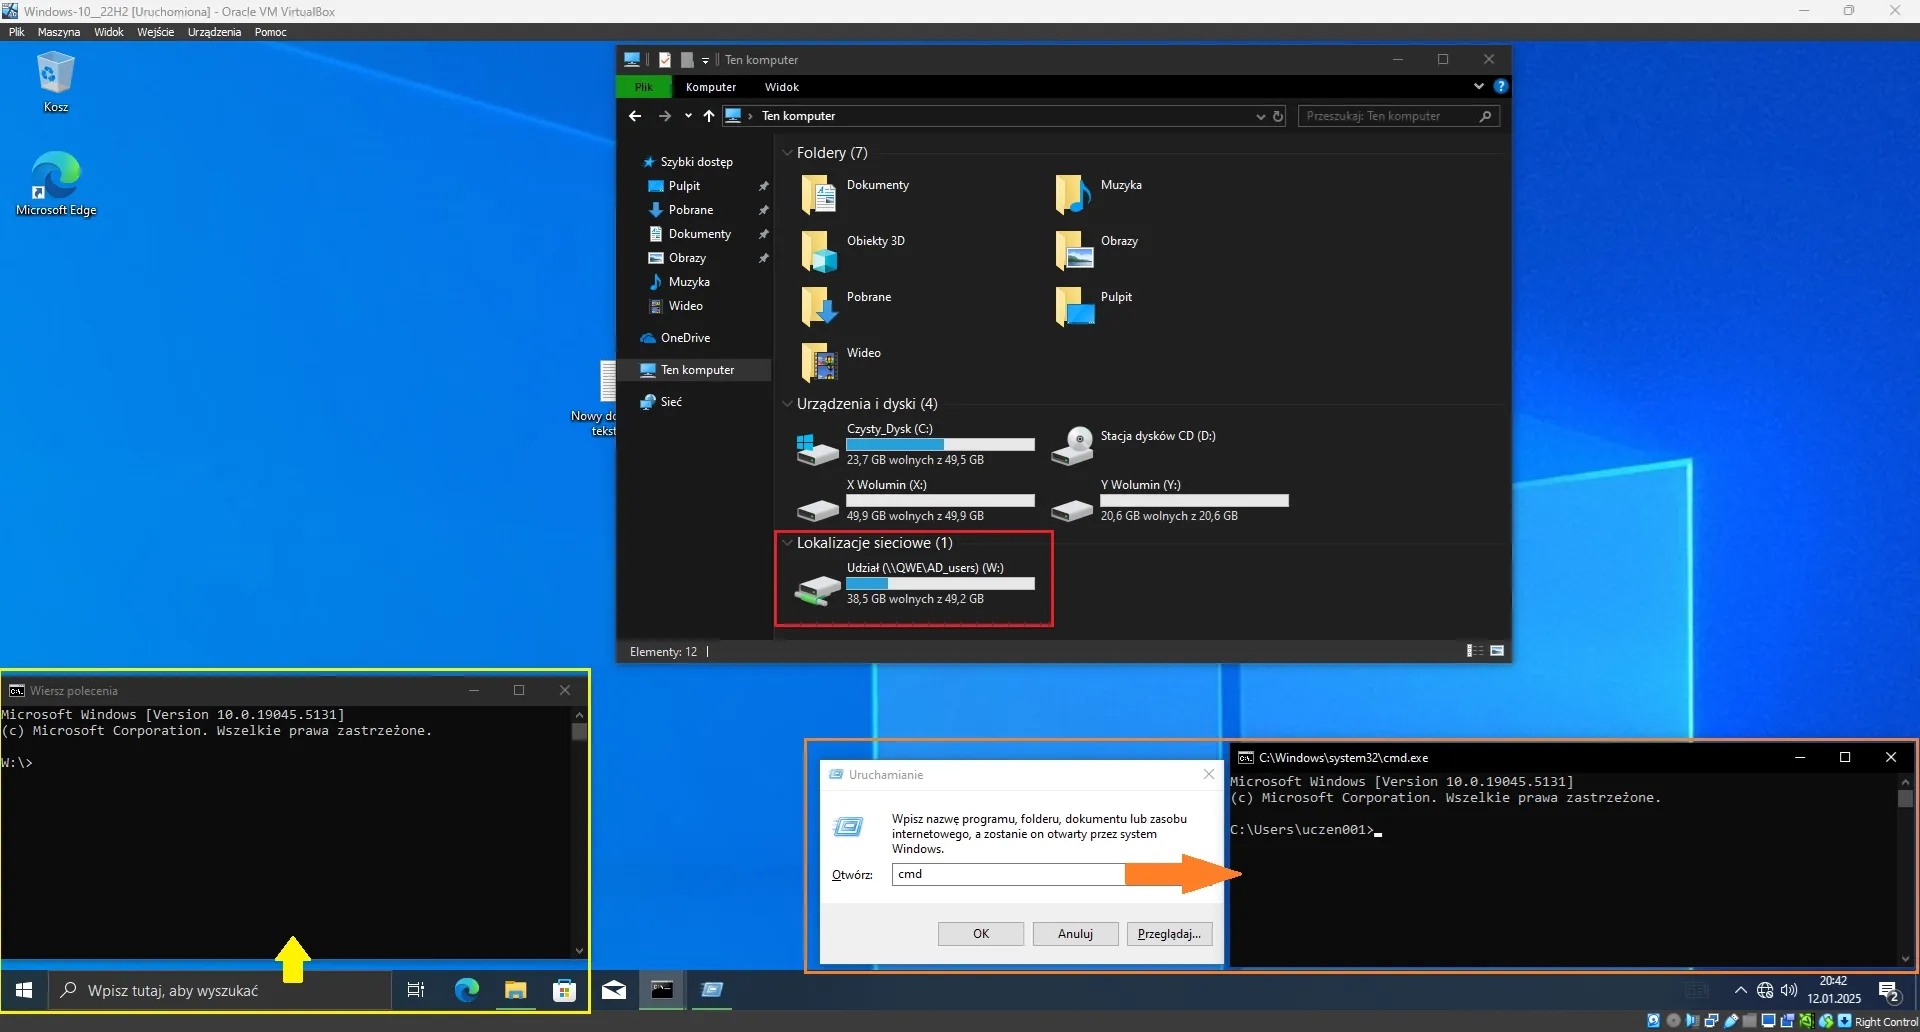 Windows-10__22H2 [Uruchomiona] - Oracle VM VirtualBox
Plik Maszyna Widok Wejście Urządzenia Pomoc
Kosz
Microsoft Edge
Nowy do
tekst
Ten komputer
Plik Komputer Widok
Ten komputer
Przeszukaj: Ten komputer
Szybki dostęp
Pulpit
Pobrane
Dokumenty
Obrazy
Muzyka
Wideo
OneDrive
Ten komputer
Sieć
Foldery (7)
Dokumenty
Muzyka
Obiekty 3D
Obrazy
Pobrane
Pulpit
Wideo
Urządzenia i dyski (4)
Czysty_Dysk (C:)
23,7 GB wolnych z 49,5 GB
Stacja dysków CD (D:)
X Wolumin (X:)
49,9 GB wolnych z 49,9 GB
Y Wolumin (Y:)
20,6 GB wolnych z 20,6 GB
Lokalizacje sieciowe (1)
Udział (\\QWE\AD_users) (W:)
38,5 GB wolnych z 49,2 GB
Elementy: 12
Wiersz polecenia
Microsoft Windows [Version 10.0.19045.5131]
(c) Microsoft Corporation. Wszelkie prawa zastrzeżone.
W:\>
Uruchamianie
Wpisz nazwę programu, folderu, dokumentu lub zasobu
internetowego, a zostanie on otwarty przez system
Windows.
Otwórz: cmd
OK Anuluj Przeglądaj...
C:\Windows\system32\cmd.exe
Microsoft Windows [Version 10.0.19045.5131]
(c) Microsoft Corporation. Wszelkie prawa zastrzeżone.
C:\Users\uczen001>
Wpisz tutaj, aby wyszukać
20:42
12.01.2025
2
Right Control